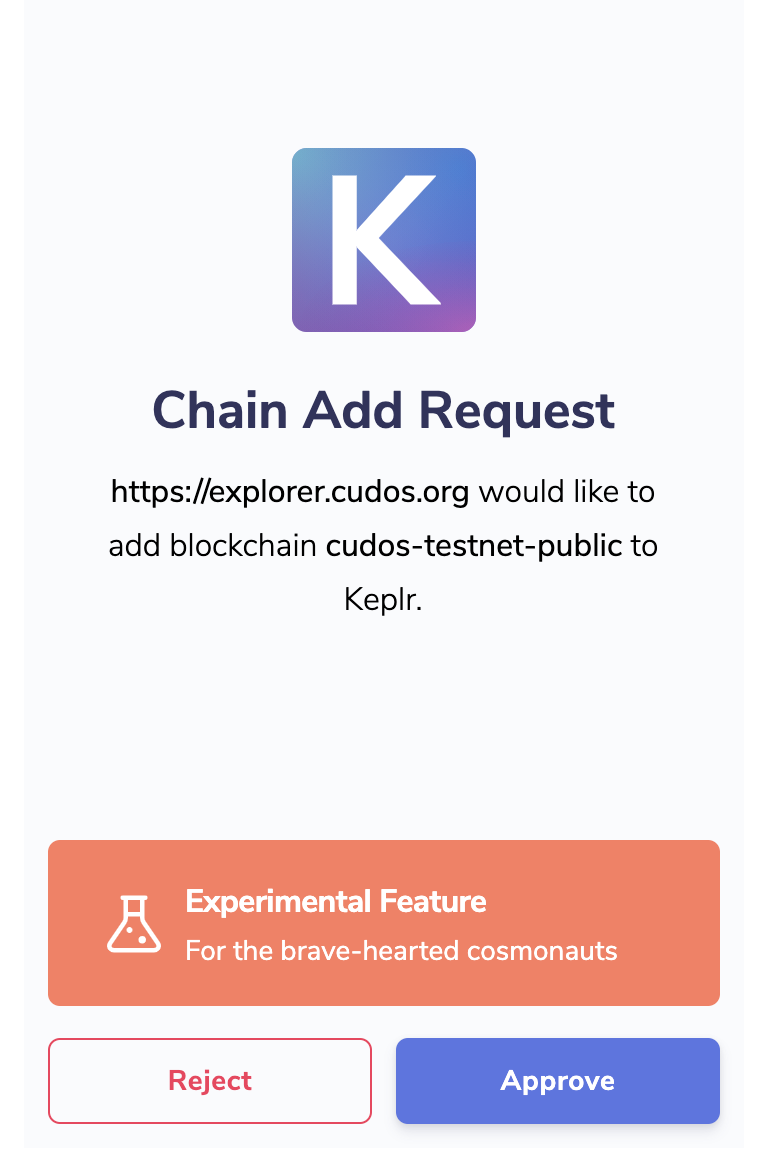 K
Chain Add Request
https://explorer.cudos.org would like to
add blockchain cudos-testnet-public to
Keplr.
Experimental Feature
For the brave-hearted cosmonauts
Reject
Approve